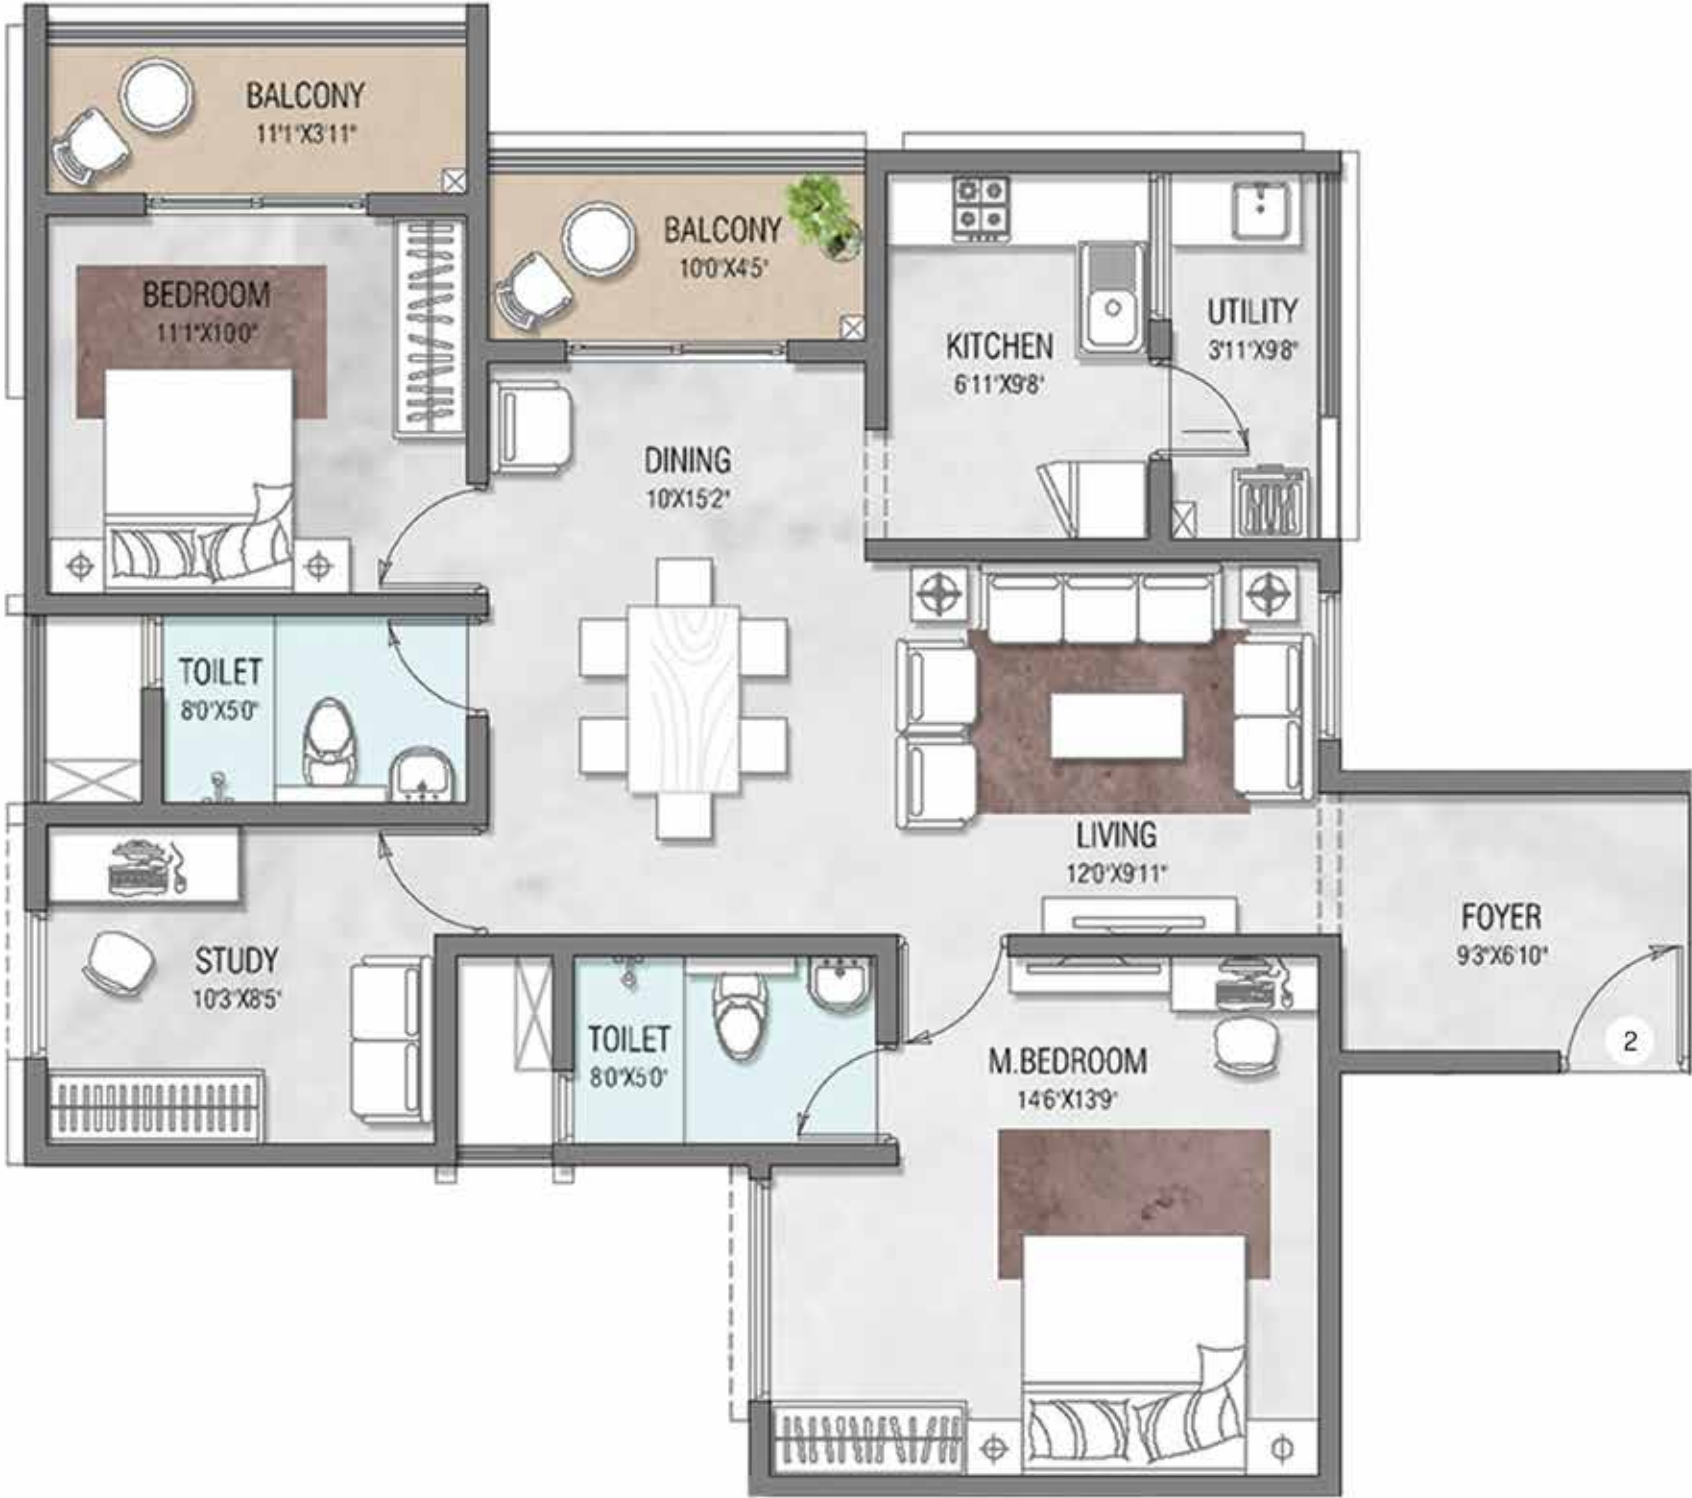 BALCONY
11'1"X3'11"
BALCONY
10'0"X4'5"
BEDROOM
11'1"X10'0"
UTILITY
3'11"X9'8"
KITCHEN
6'11"X9'8"
DINING
10'X15'2"
TOILET
8'0"X5'0"
LIVING
12'0"X9'11"
FOYER
9'3"X6'10"
STUDY
10'3"X8'5"
TOILET
8'0"X5'0"
M.BEDROOM
14'6"X13'9"
2